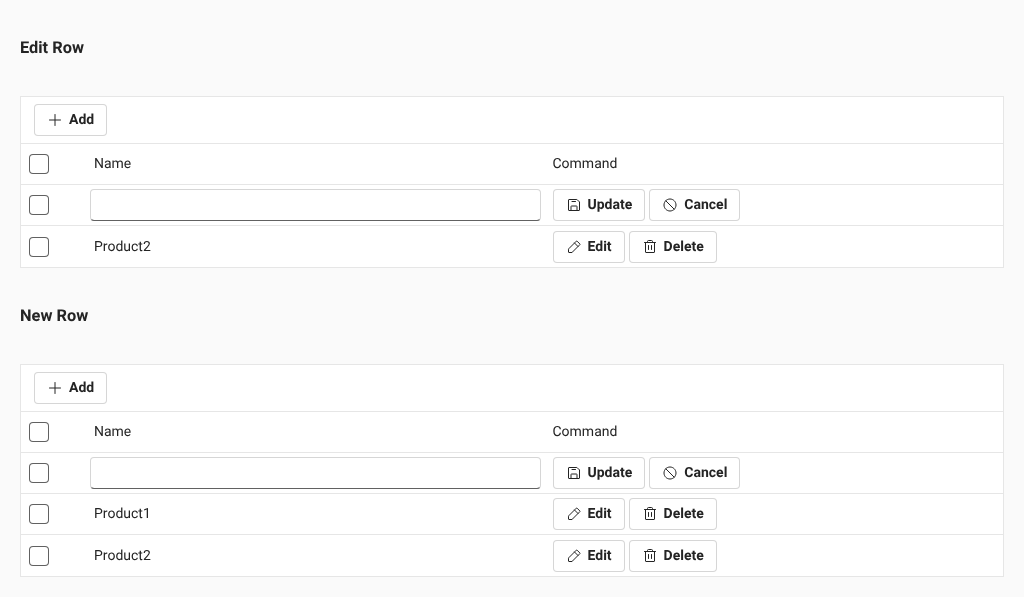 Edit Row
Add
Name Command
Update Cancel
Product2 Edit Delete
New Row
Add
Name Command
Update Cancel
Product1 Edit Delete
Product2 Edit Delete